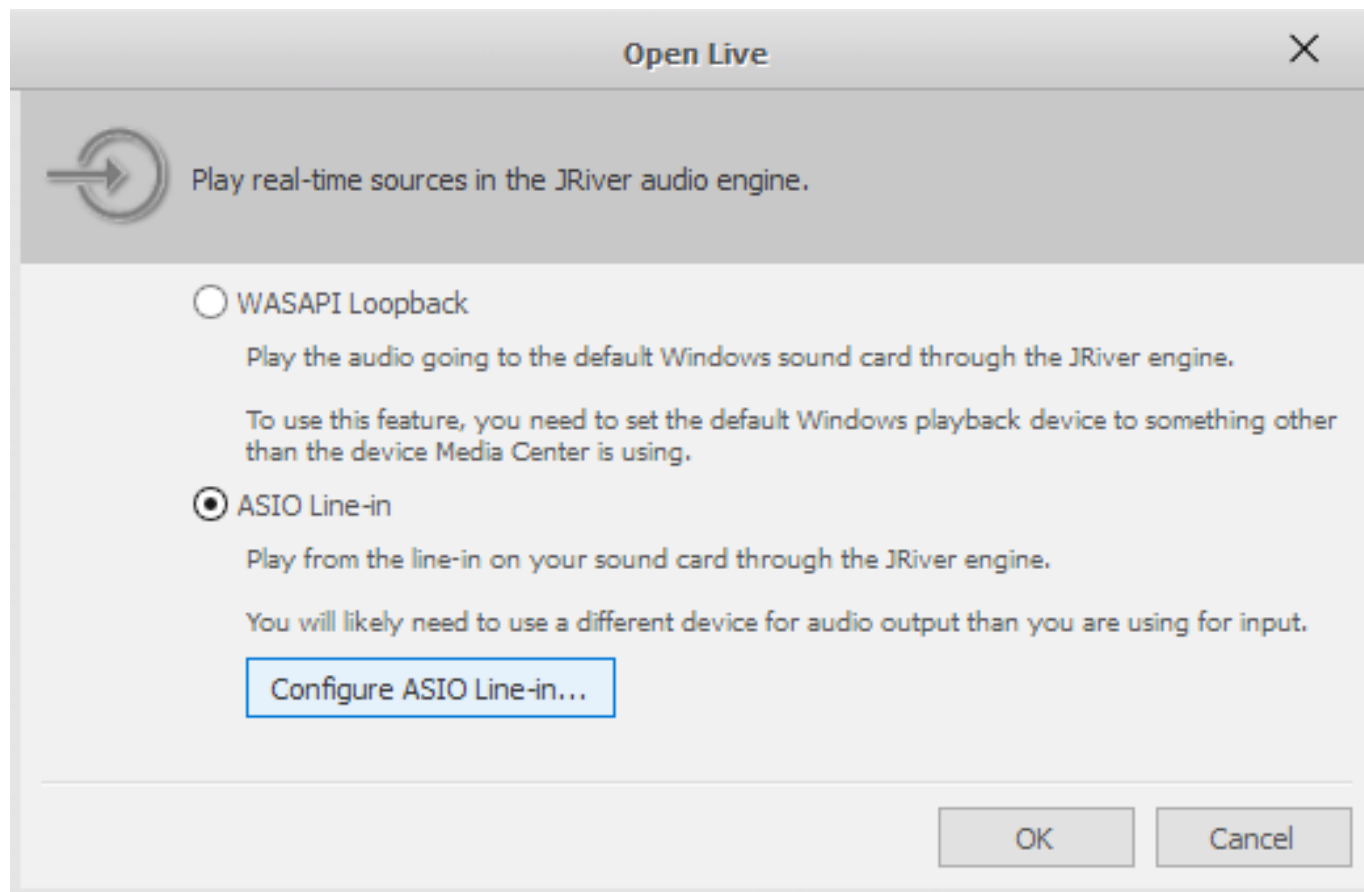 Open Live
Play real-time sources in the JRiver audio engine.
WASAPI Loopback
Play the audio going to the default Windows sound card through the JRiver engine.
To use this feature, you need to set the default Windows playback device to something other
than the device Media Center is using.
ASIO Line-in
Play from the line-in on your sound card through the JRiver engine.
You will likely need to use a different device for audio output than you are using for input.
Configure ASIO Line-in...
OK
Cancel